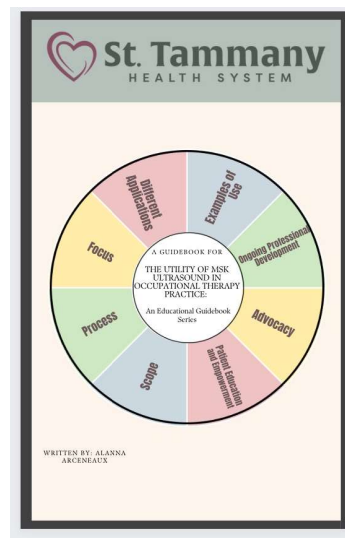 St. Tammany
HEALTH SYSTEM
Different
Applications
Examples of
Use
Focus
Ongoing Professional
Development
A GUIDEBOOK FOR
THE UTILITY OF MSK
ULTRASOUND IN
OCCUPATIONAL THERAPY
PRACTICE:
An Educational Guidebook
Series
Process
Advocacy
Scope
Patient Education
and Empowerment
WRITTEN BY: ALANNA
ARCENEAUX